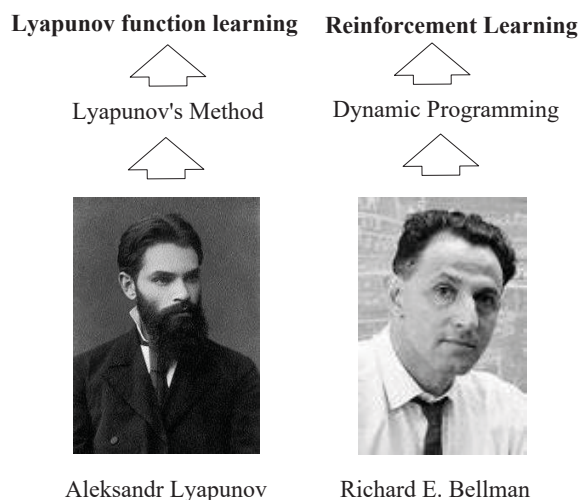 Lyapunov function learning
Reinforcement Learning
Lyapunov's Method
Dynamic Programming
Aleksandr Lyapunov
Richard E. Bellman